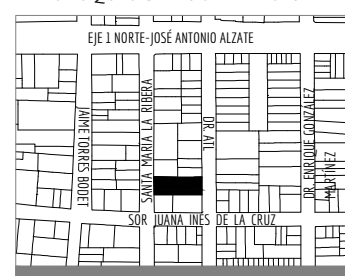 EJE 1 NORTE-JOSÉ ANTONIO ALZATE
JAIME TORRES BODET
SANTA MARÍA LA RIBERA
DR. ATL
DR. ENRIQUE GONZÁLEZ
MARTÍNEZ
SOR JUANA INÉS DE LA CRUZ